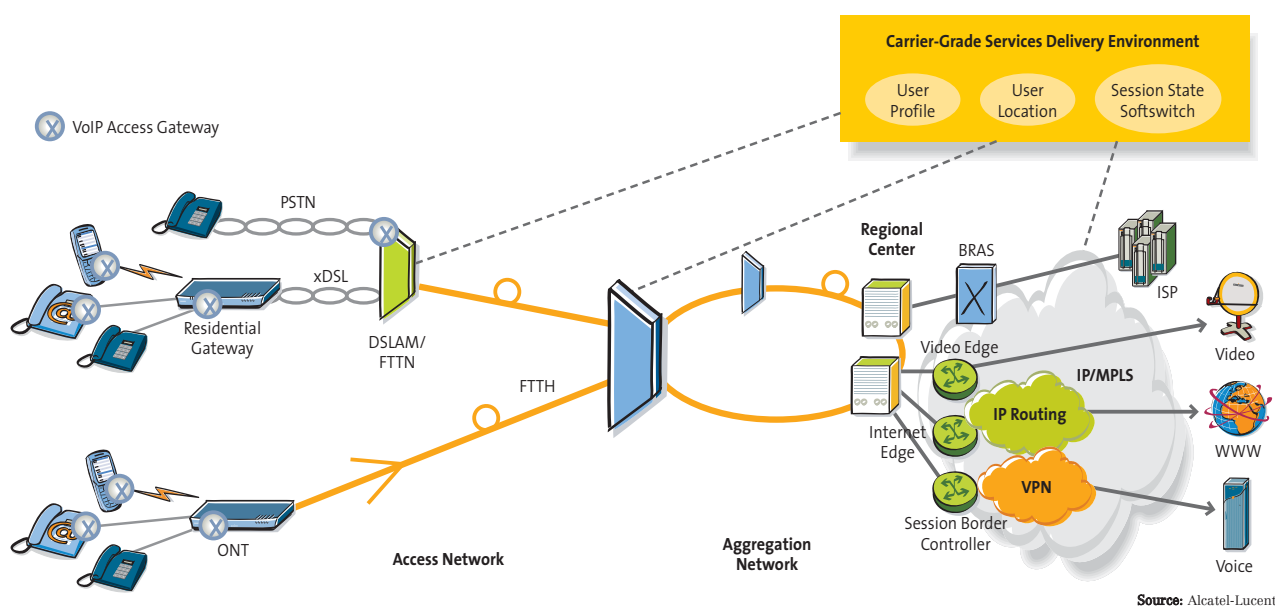 Carrier-Grade Services Delivery Environment
User
Profile
User
Location
Session State
Softswitch
X
VoIP Access Gateway
PSTN
X
X
xDSL
@
X
X
Residential
Gateway
DSLAM/
FTTN
FTTH
Regional
Center
BRAS
X
ISP
Video Edge
Video
IP/MPLS
IP Routing
Internet
Edge
WWW
VPN
Session Border
Controller
Voice
X
@
X
X
ONT
Access Network
Aggregation
Network
Source: Alcatel-Lucent